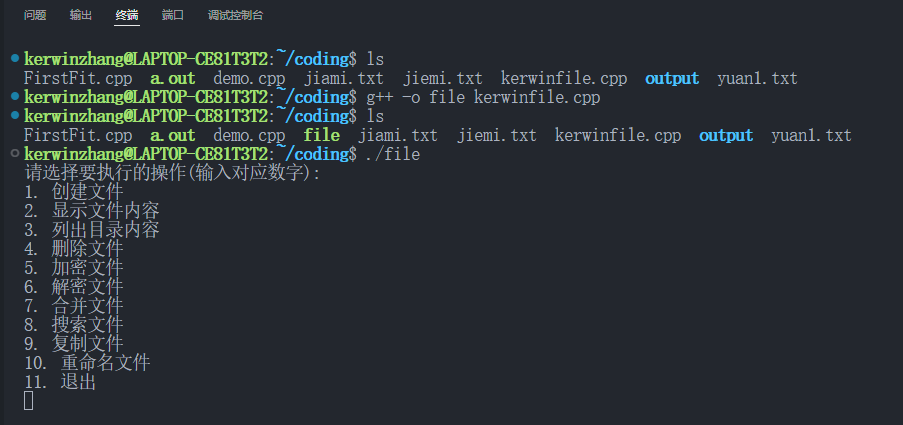 问题 输出 终端 端口 调试控制台
kerwinzhang@LAPTOP-CE81T3T2:~/coding$ ls
FirstFit.cpp a.out demo.cpp jiami.txt jiemi.txt kerwinfile.cpp output yuan1.txt
kerwinzhang@LAPTOP-CE81T3T2:~/coding$ g++ -o file kerwinfile.cpp
kerwinzhang@LAPTOP-CE81T3T2:~/coding$ ls
FirstFit.cpp a.out demo.cpp file jiami.txt jiemi.txt kerwinfile.cpp output yuan1.txt
kerwinzhang@LAPTOP-CE81T3T2:~/coding$ ./file
请选择要执行的操作(输入对应数字):
1. 创建文件
2. 显示文件内容
3. 列出目录内容
4. 删除文件
5. 加密文件
6. 解密文件
7. 合并文件
8. 搜索文件
9. 复制文件
10. 重命名文件
11. 退出